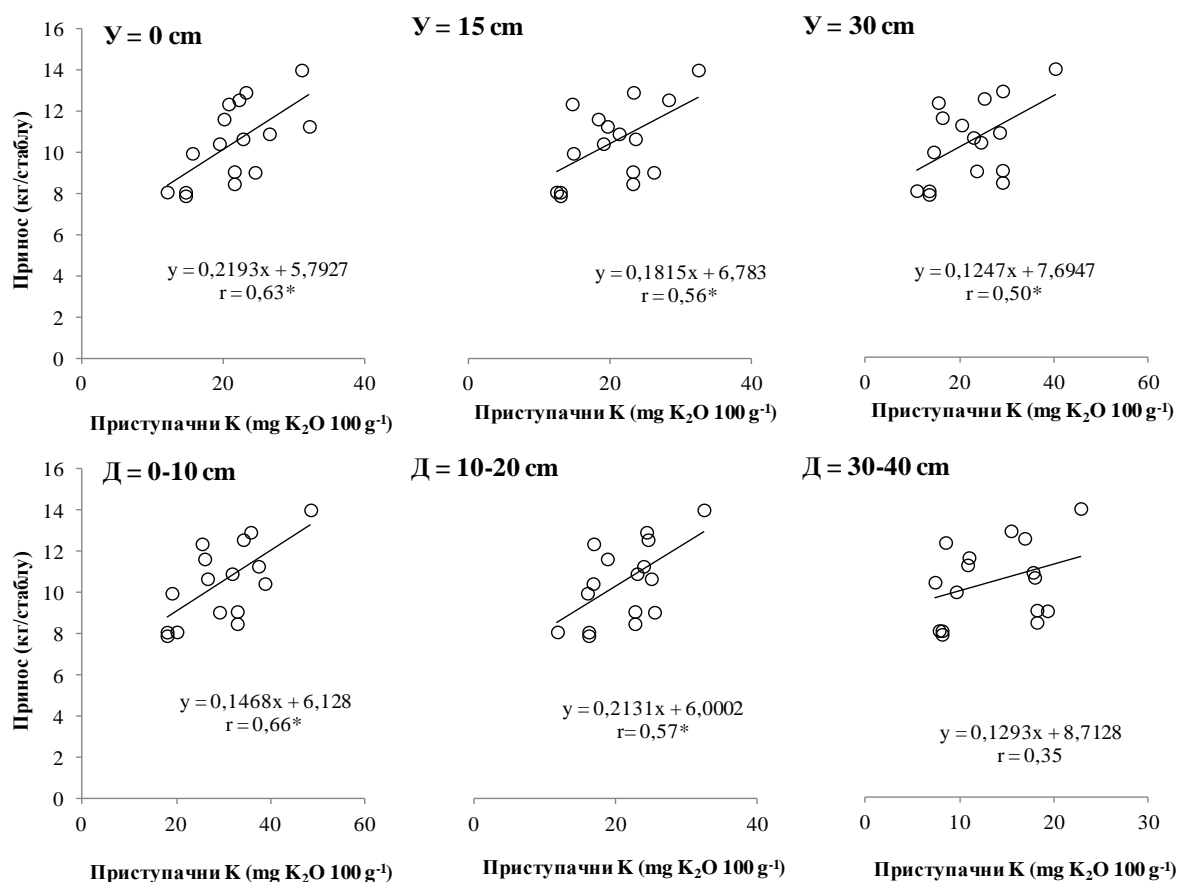 У = 0 cm
У = 15 cm
У = 30 cm
Принос (кг/стаблу)
16
14
12
10
8
6
4
2
0
y = 0,2193x + 5,7927
r = 0,63*
y = 0,1815x + 6,783
r = 0,56*
y = 0,1247x + 7,6947
r = 0,50*
0 20 40
0 20 40
0 20 40 60
Приступачни K (mg K₂O 100 g⁻¹)
Приступачни K (mg K₂O 100 g⁻¹)
Приступачни K (mg K₂O 100 g⁻¹)
Д = 0-10 cm
Д = 10-20 cm
Д = 30-40 cm
Принос (кг/стаблу)
16
14
12
10
8
6
4
2
0
y = 0,1468x + 6,128
r = 0,66*
y = 0,2131x + 6,0002
r= 0,57*
y = 0,1293x + 8,7128
r = 0,35
0 20 40 60
0 20 40
0 10 20 30
Приступачни K (mg K₂O 100 g⁻¹)
Приступачни K (mg K₂O 100 g⁻¹)
Приступачни K (mg K₂O 100 g⁻¹)